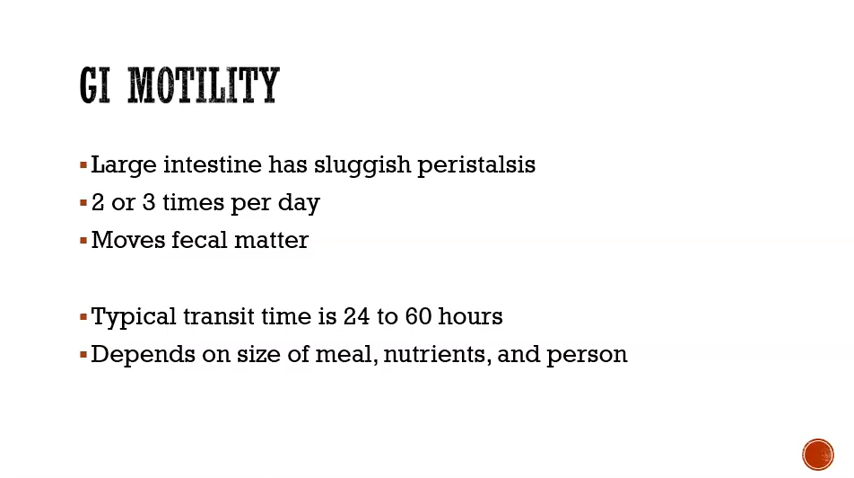 GI MOTILITY
▪Large intestine has sluggish peristalsis
▪2 or 3 times per day
▪Moves fecal matter
▪Typical transit time is 24 to 60 hours
▪Depends on size of meal, nutrients, and person